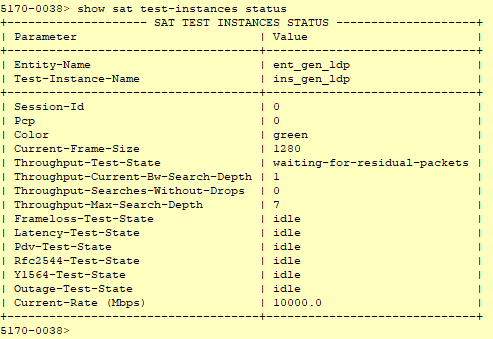 5170-0038> show sat test-instances status
+-------------------- SAT TEST INSTANCES STATUS --------------------+
| Parameter | Value |
+------------------------------------+------------------------------+
| Entity-Name | ent_gen_ldp |
| Test-Instance-Name | ins_gen_ldp |
+------------------------------------+------------------------------+
| Session-Id | 0 |
| Pcp | 0 |
| Color | green |
| Current-Frame-Size | 1280 |
| Throughput-Test-State | waiting-for-residual-packets |
| Throughput-Current-Bw-Search-Depth | 1 |
| Throughput-Searches-Without-Drops | 0 |
| Throughput-Max-Search-Depth | 7 |
| Frameloss-Test-State | idle |
| Latency-Test-State | idle |
| Pdv-Test-State | idle |
| Rfc2544-Test-State | idle |
| Y1564-Test-State | idle |
| Outage-Test-State | idle |
| Current-Rate (Mbps) | 10000.0 |
+------------------------------------+------------------------------+
5170-0038>